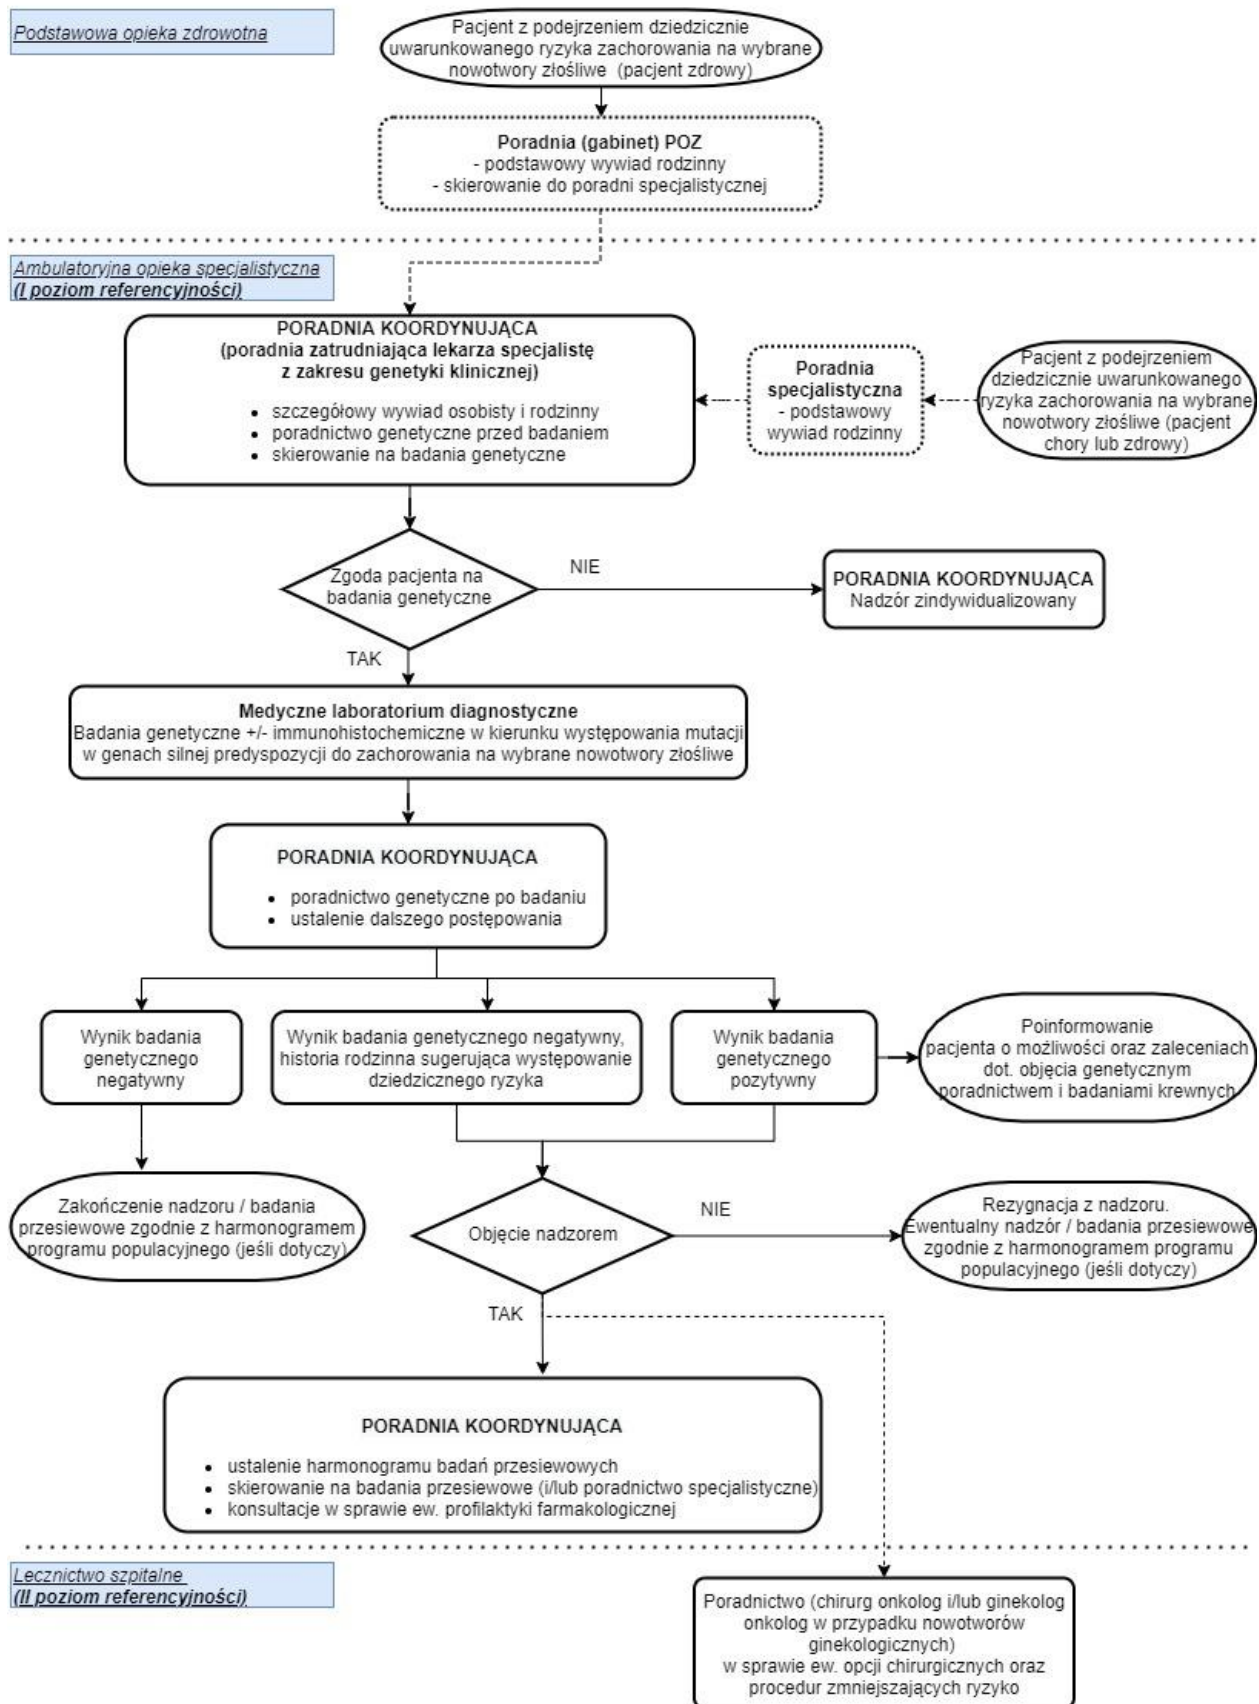 Podstawowa opieka zdrowotna
Pacjent z podejrzeniem dziedzicznie
uwarunkowanego ryzyka zachorowania na wybrane
nowotwory złośliwe (pacjent zdrowy)
Poradnia (gabinet) POZ
- podstawowy wywiad rodzinny
- skierowanie do poradni specjalistycznej
Ambulatoryjna opieka specjalistyczna
(I poziom referencyjności)
PORADNIA KOORDYNUJĄCA
(poradnia zatrudniająca lekarza specjalistę
z zakresu genetyki klinicznej)
• szczegółowy wywiad osobisty i rodzinny
• poradnictwo genetyczne przed badaniem
• skierowanie na badania genetyczne
Poradnia
specjalistyczna
- podstawowy
wywiad rodzinny
Pacjent z podejrzeniem
dziedzicznie uwarunkowanego
ryzyka zachorowania na wybrane
nowotwory złośliwe (pacjent
chory lub zdrowy)
Zgoda pacjenta na
badania genetyczne
NIE
PORADNIA KOORDYNUJĄCA
Nadzór zindywidualizowany
TAK
Medyczne laboratorium diagnostyczne
Badania genetyczne +/- immunohistochemiczne w kierunku występowania mutacji
w genach silnej predyspozycji do zachorowania na wybrane nowotwory złośliwe
PORADNIA KOORDYNUJĄCA
• poradnictwo genetyczne po badaniu
• ustalenie dalszego postępowania
Wynik badania
genetycznego
negatywny
Wynik badania genetycznego negatywny,
historia rodzinna sugerująca występowanie
dziedzicznego ryzyka
Wynik badania
genetycznego
pozytywny
Poinformowanie
pacjenta o możliwości oraz zaleceniach
dot. objęcia genetycznym
poradnictwem i badaniami krewnych
Zakończenie nadzoru / badania
przesiewowe zgodnie z harmonogramem
programu populacyjnego (jeśli dotyczy)
Objęcie nadzorem
NIE
Rezygnacja z nadzoru.
Ewentualny nadzór / badania przesiewowe
zgodnie z harmonogramem programu
populacyjnego (jeśli dotyczy)
TAK
PORADNIA KOORDYNUJĄCA
• ustalenie harmonogramu badań przesiewowych
• skierowanie na badania przesiewowe (i/lub poradnictwo specjalistyczne)
• konsultacje w sprawie ew. profilaktyki farmakologicznej
Lecznictwo szpitalne
(II poziom referencyjności)
Poradnictwo (chirurg onkolog i/lub ginekolog
onkolog w przypadku nowotworów
ginekologicznych)
w sprawie ew. opcji chirurgicznych oraz
procedur zmniejszających ryzyko